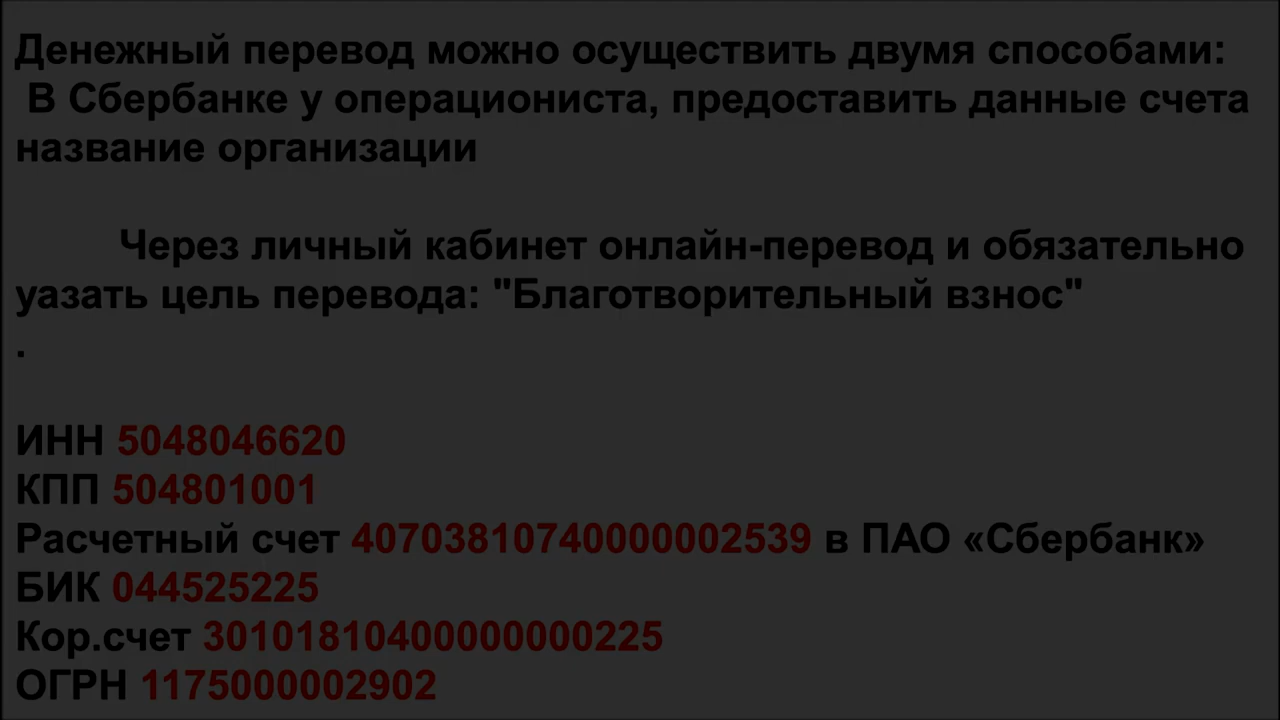 Денежный перевод можно осуществить двумя способами:
В Сбербанке у операциониста, предоставить данные счета
название организации
Через личный кабинет онлайн-перевод и обязательно
уазать цель перевода: "Благотворительный взнос"
.
ИНН 5048046620
КПП 504801001
Расчетный счет 40703810740000002539 в ПАО «Сбербанк»
БИК 044525225
Кор.счет 30101810400000000225
ОГРН 1175000002902